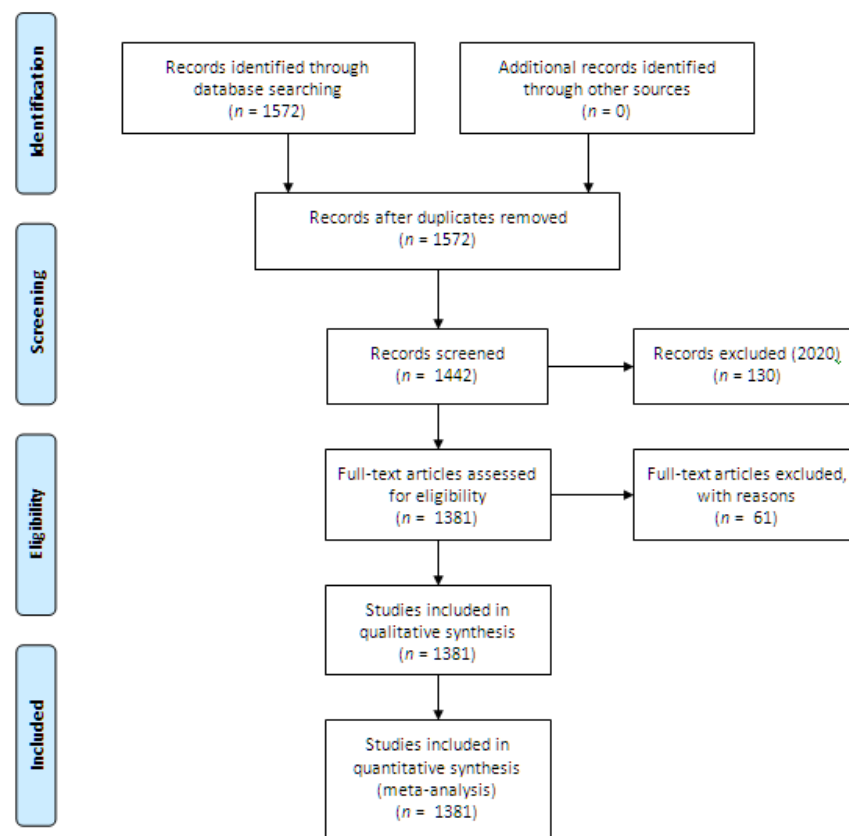 Identification
Records identified through
database searching
(n = 1572)
Additional records identified
through other sources
(n = 0)
Records after duplicates removed
(n = 1572)
Screening
Records screened
(n = 1442)
Records excluded (2020)
(n = 130)
Eligibility
Full-text articles assessed
for eligibility
(n = 1381)
Full-text articles excluded,
with reasons
(n = 61)
Studies included in
qualitative synthesis
(n = 1381)
Included
Studies included in
quantitative synthesis
(meta-analysis)
(n = 1381)